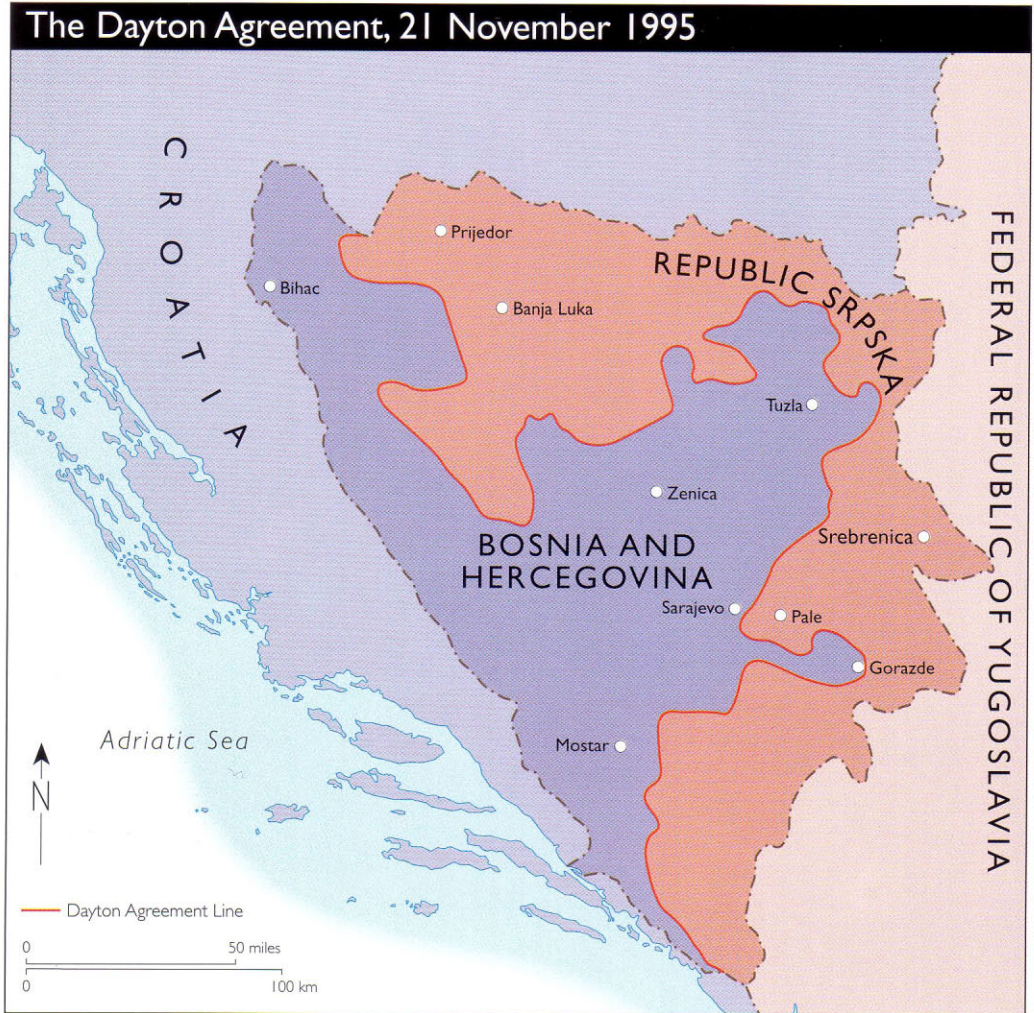 The Dayton Agreement, 21 November 1995
CROATIA
Prijedor
Bihac
Banja Luka
REPUBLIC SRPSKA
FEDERAL REPUBLIC OF YUGOSLAVIA
Tuzla
Zenica
Srebrenica
BOSNIA AND
HERCEGOVINA
Sarajevo
Pale
Gorazde
Mostar
Adriatic Sea
N
Dayton Agreement Line
0 50 miles
0 100 km